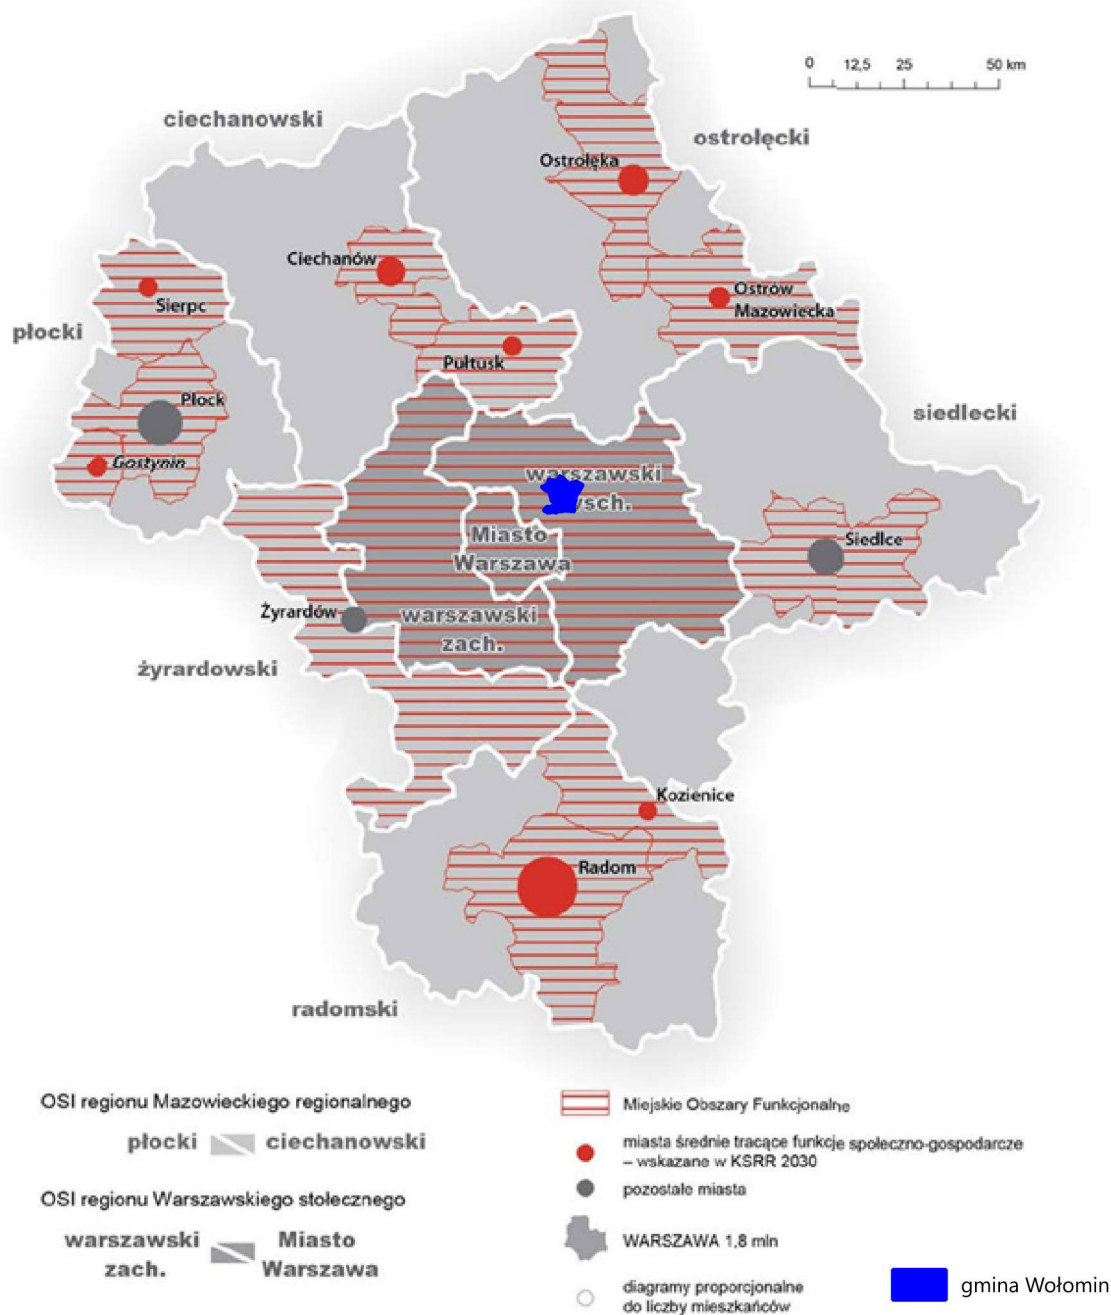 0 12,5 25 50 km
ciechanowski
ostrołęcki
Ostrołęka
Ciechanów
Sierpc
Ostrów
Mazowiecka
płocki
Pułtusk
Płock
siedlecki
Gostynin
warszawski
wsch.
Miasto
Warszawa
Siedlce
Żyrardów
warszawski
zach.
żyrardowski
Kozienice
Radom
radomski
OSI regionu Mazowieckiego regionalnego
płocki ciechanowski
OSI regionu Warszawskiego stołecznego
warszawski Miasto
zach. Warszawa
Miejskie Obszary Funkcjonalne
miasta średnie tracące funkcje społeczno-gospodarcze
– wskazane w KSRR 2030
pozostałe miasta
WARSZAWA 1,8 mln
diagramy proporcjonalne
do liczby mieszkańców
gmina Wołomin